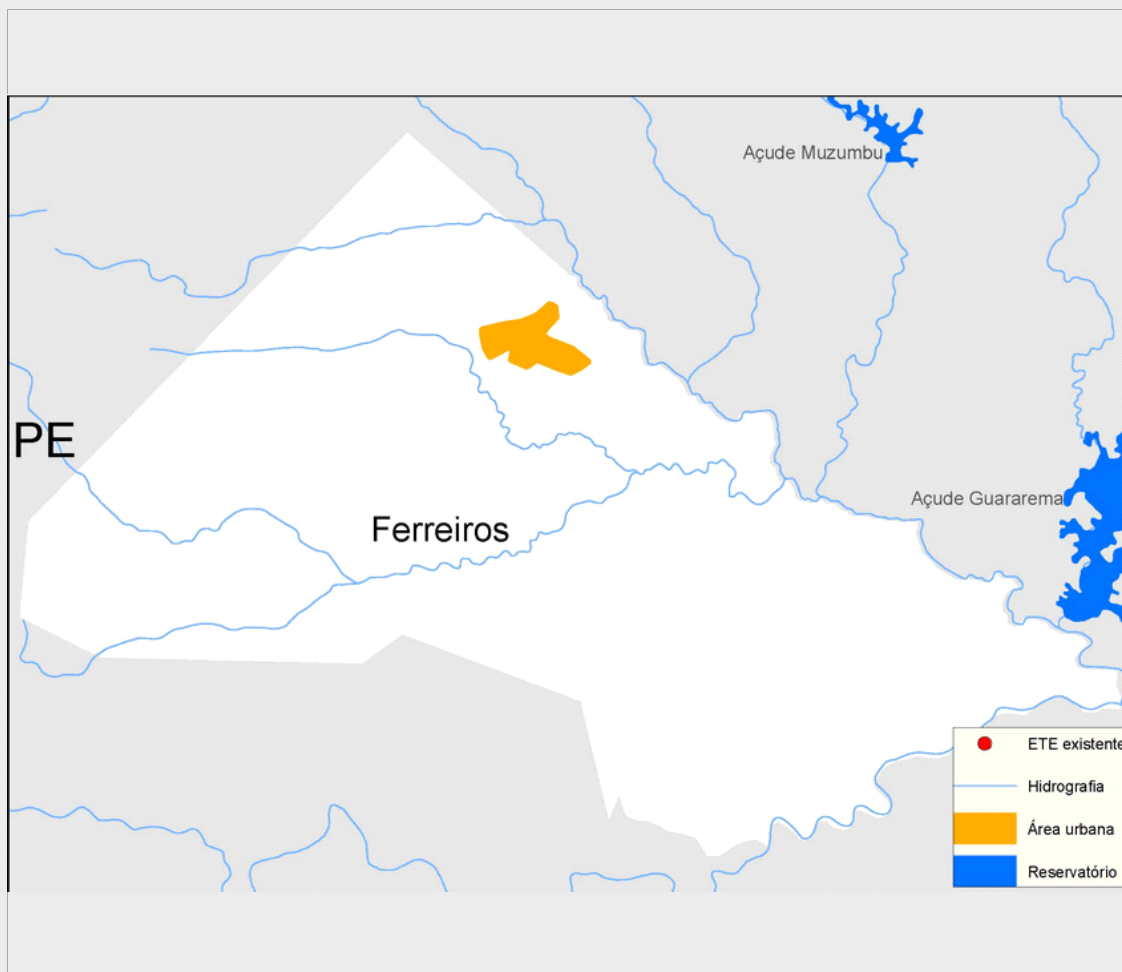 Açude Muzumbu
PE
Açude Guararema
Ferreiros
ETE existente
Hidrografia
Área urbana
Reservatório